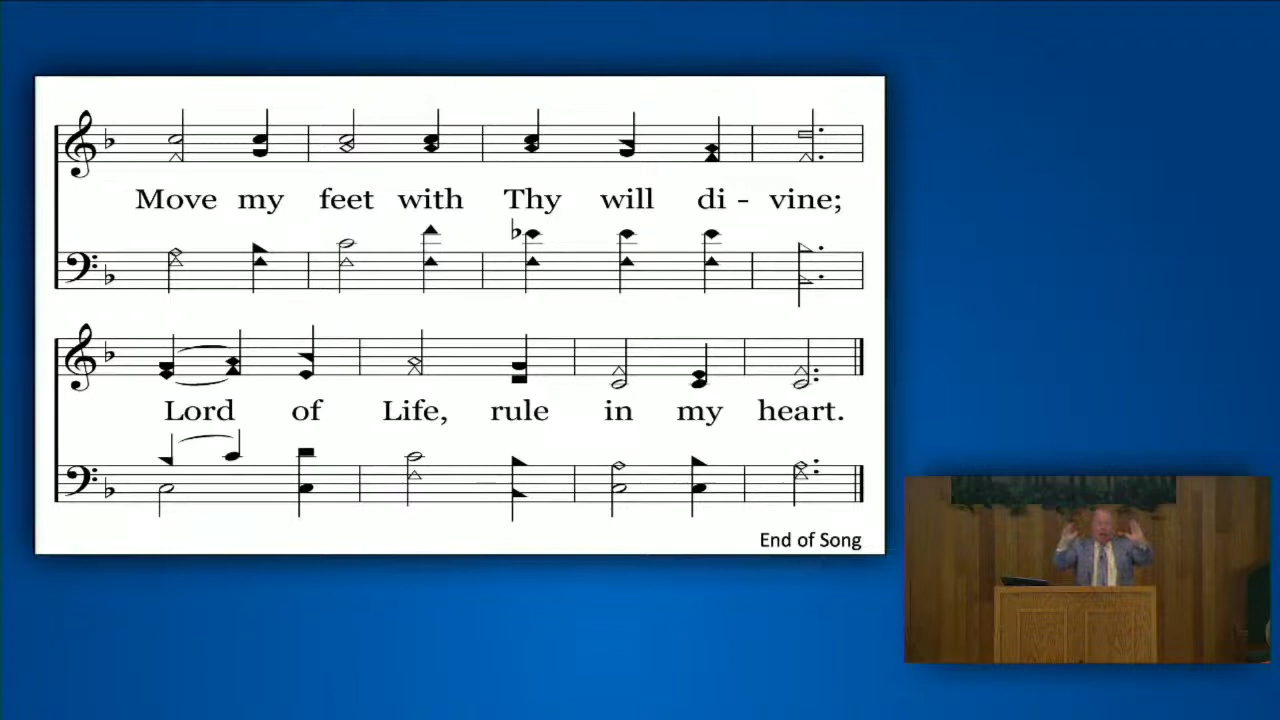 Move my feet with Thy will di - vine;
Lord of Life, rule in my heart.
End of Song